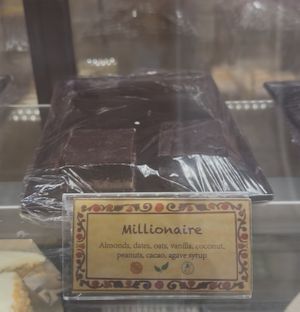 Millionaire
Almonds, dates, oats, vanilla, coconut,
peanuts, cacao, agave syrup